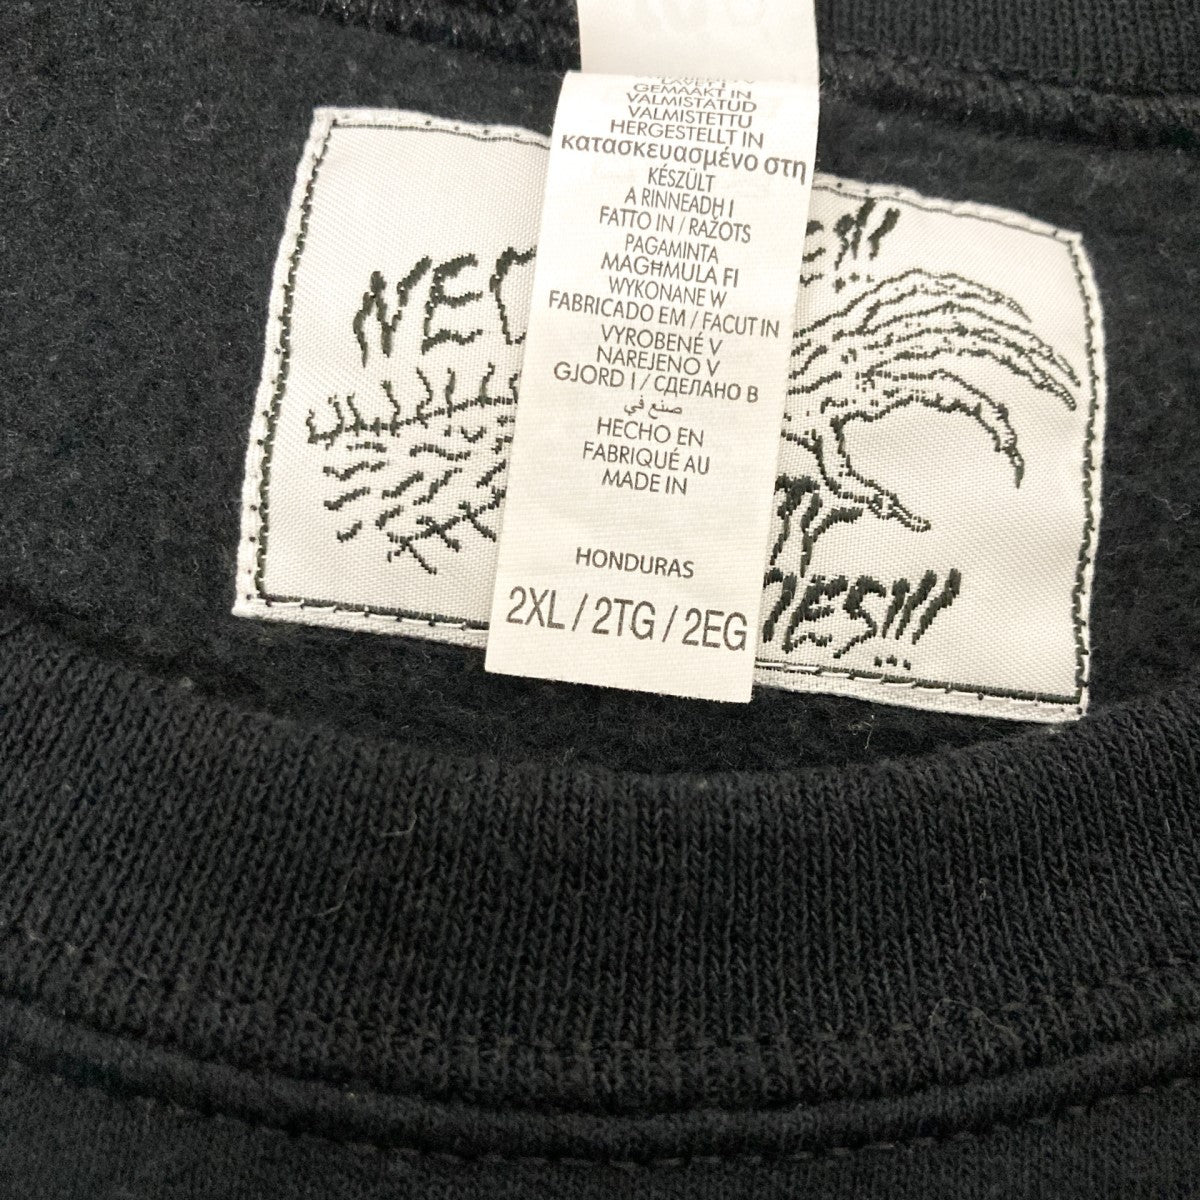 LAVET I
GEMAAKT IN
VALMISTATUD
VALMISTETTU
HERGESTELLT IN
κατασκευασμένο στη
KÉSZÜLT
A RINNEADH I
FATTO IN / RAŽOTS
PAGAMINTA
MAGĦMULA FI
WYKONANE W
FABRICADO EM / FACUT IN
VYROBENÉ V
NAREJENO V
GJORD I / СДЕЛАНО В
صنع في
HECHO EN
FABRIQUÉ AU
MADE IN
HONDURAS
2XL / 2TG / 2EG